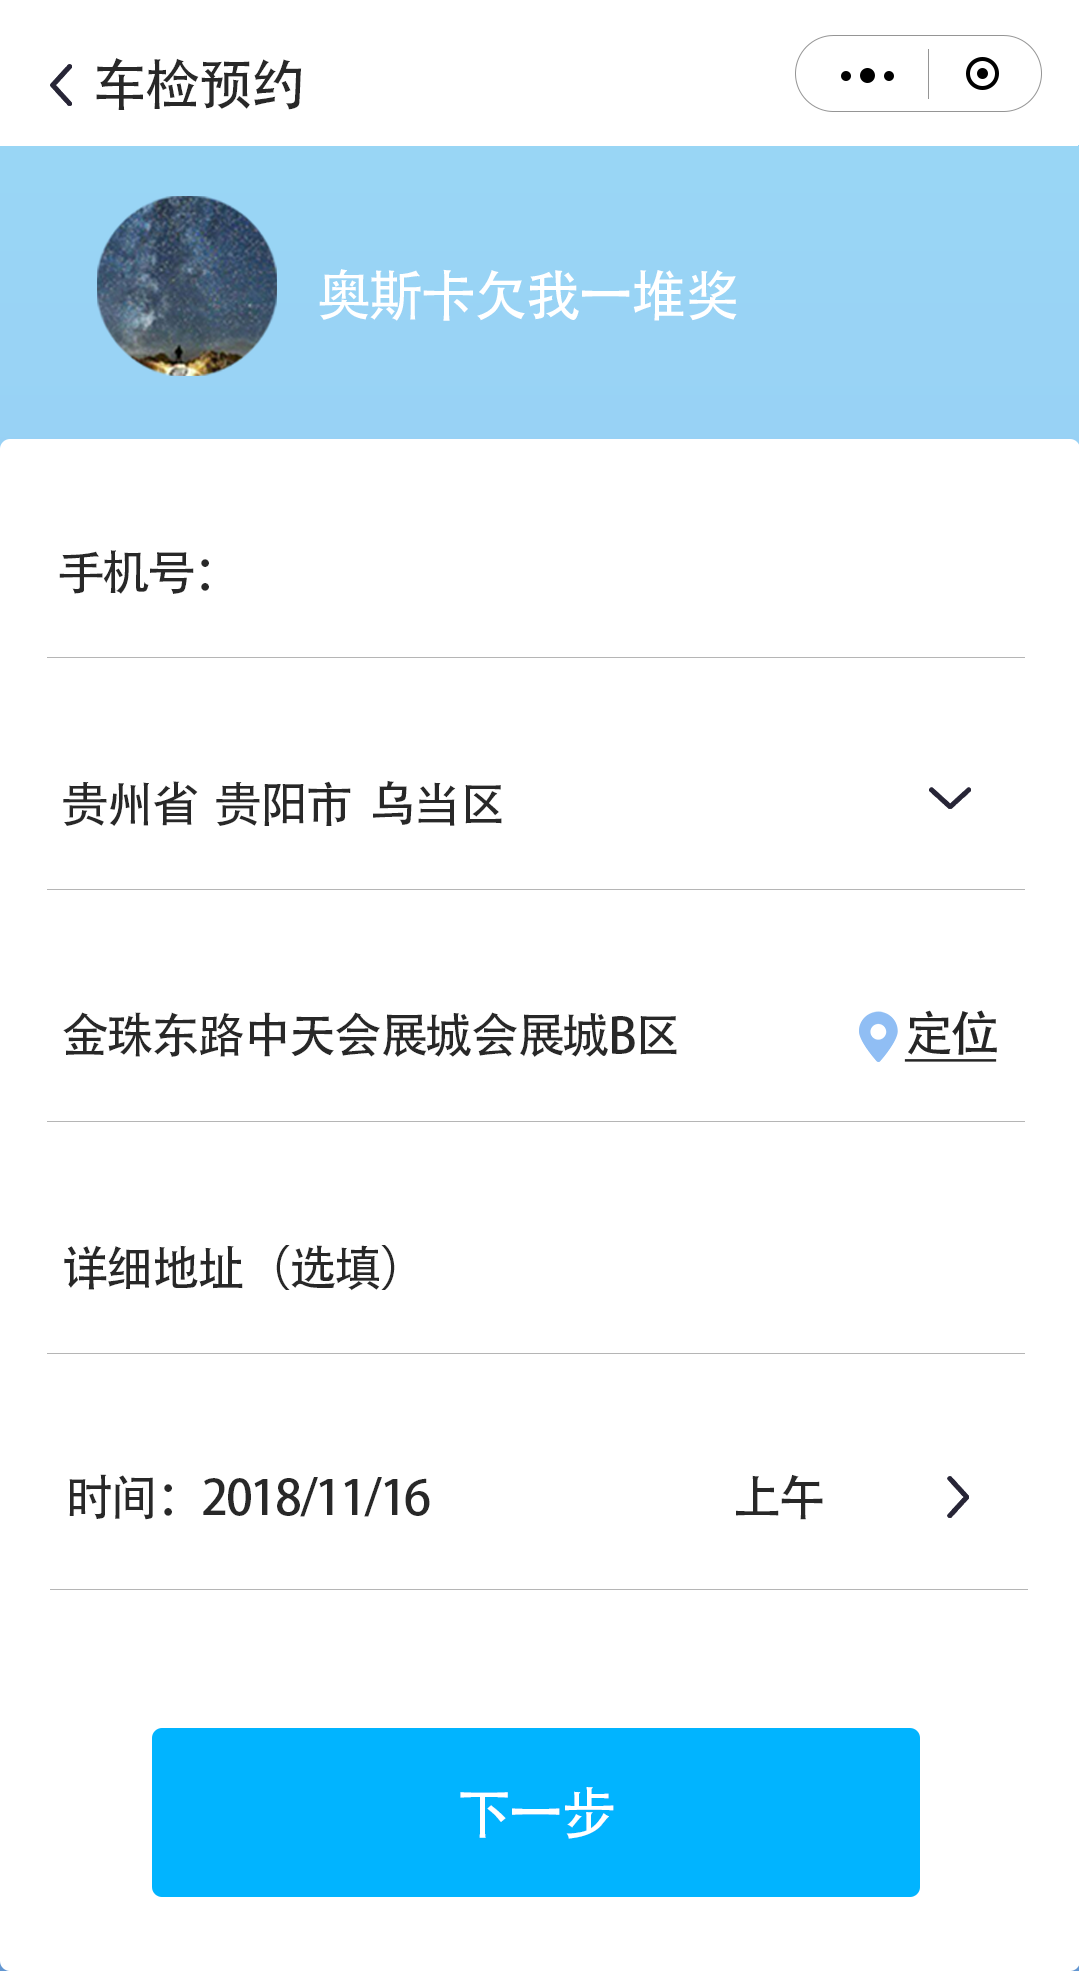 车检预约
奥斯卡欠我一堆奖
手机号：
贵州省 贵阳市 乌当区
金珠东路中天会展城会展城B区 定位
详细地址（选填）
时间：2018/11/16 上午
下一步